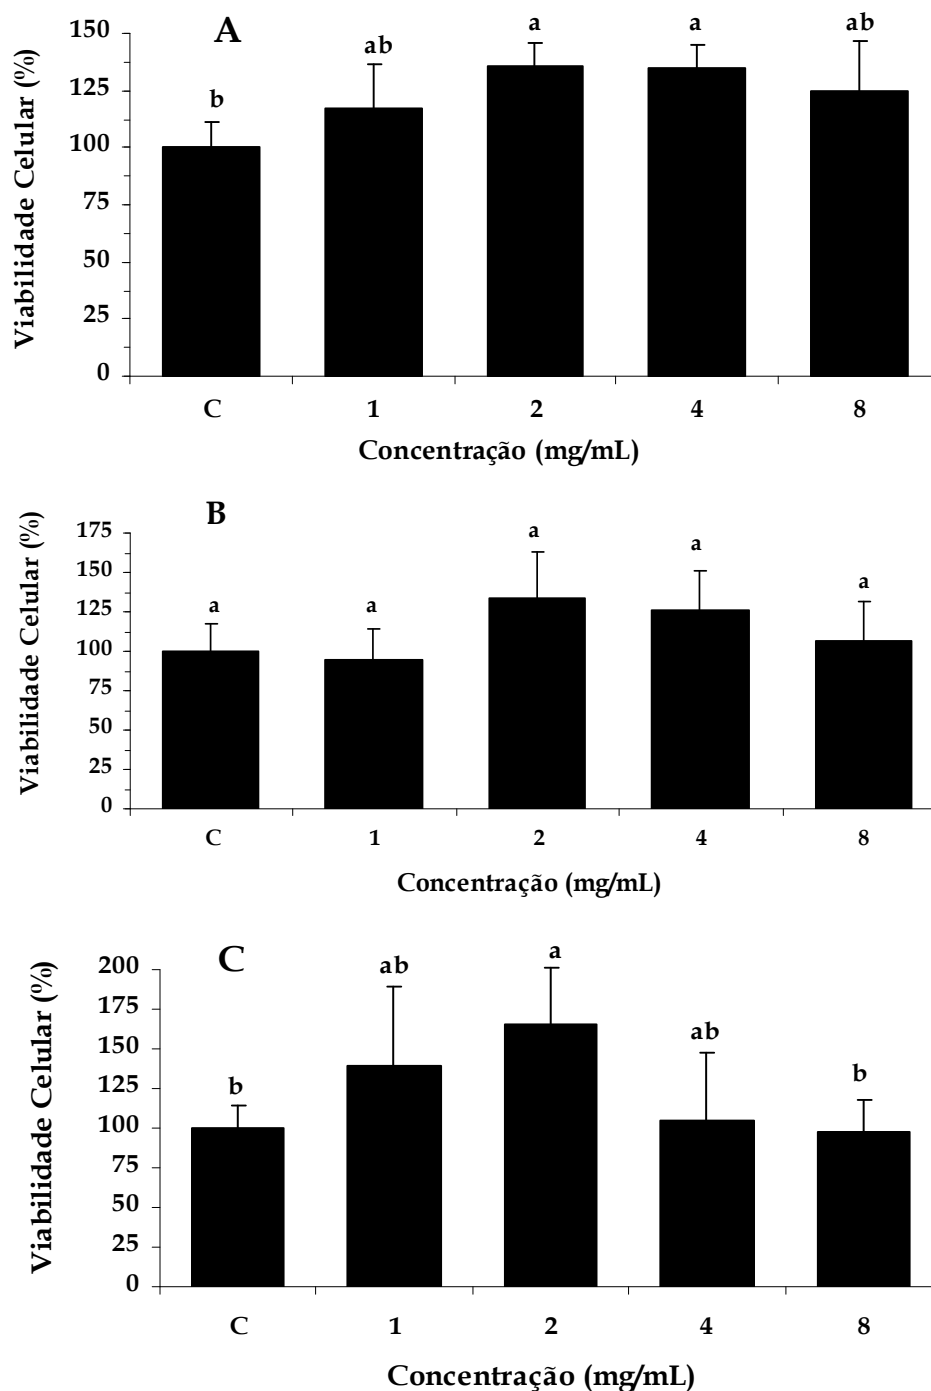 A
Viabilidade Celular (%)
150
125
100
75
50
25
0
b
ab
a
a
ab
C 1 2 4 8
Concentração (mg/mL)
B
Viabilidade Celular (%)
175
150
125
100
75
50
25
0
a
a
a
a
a
C 1 2 4 8
Concentração (mg/mL)
C
Viabilidade Celular (%)
200
175
150
125
100
75
50
25
0
b
ab
a
ab
b
C 1 2 4 8
Concentração (mg/mL)